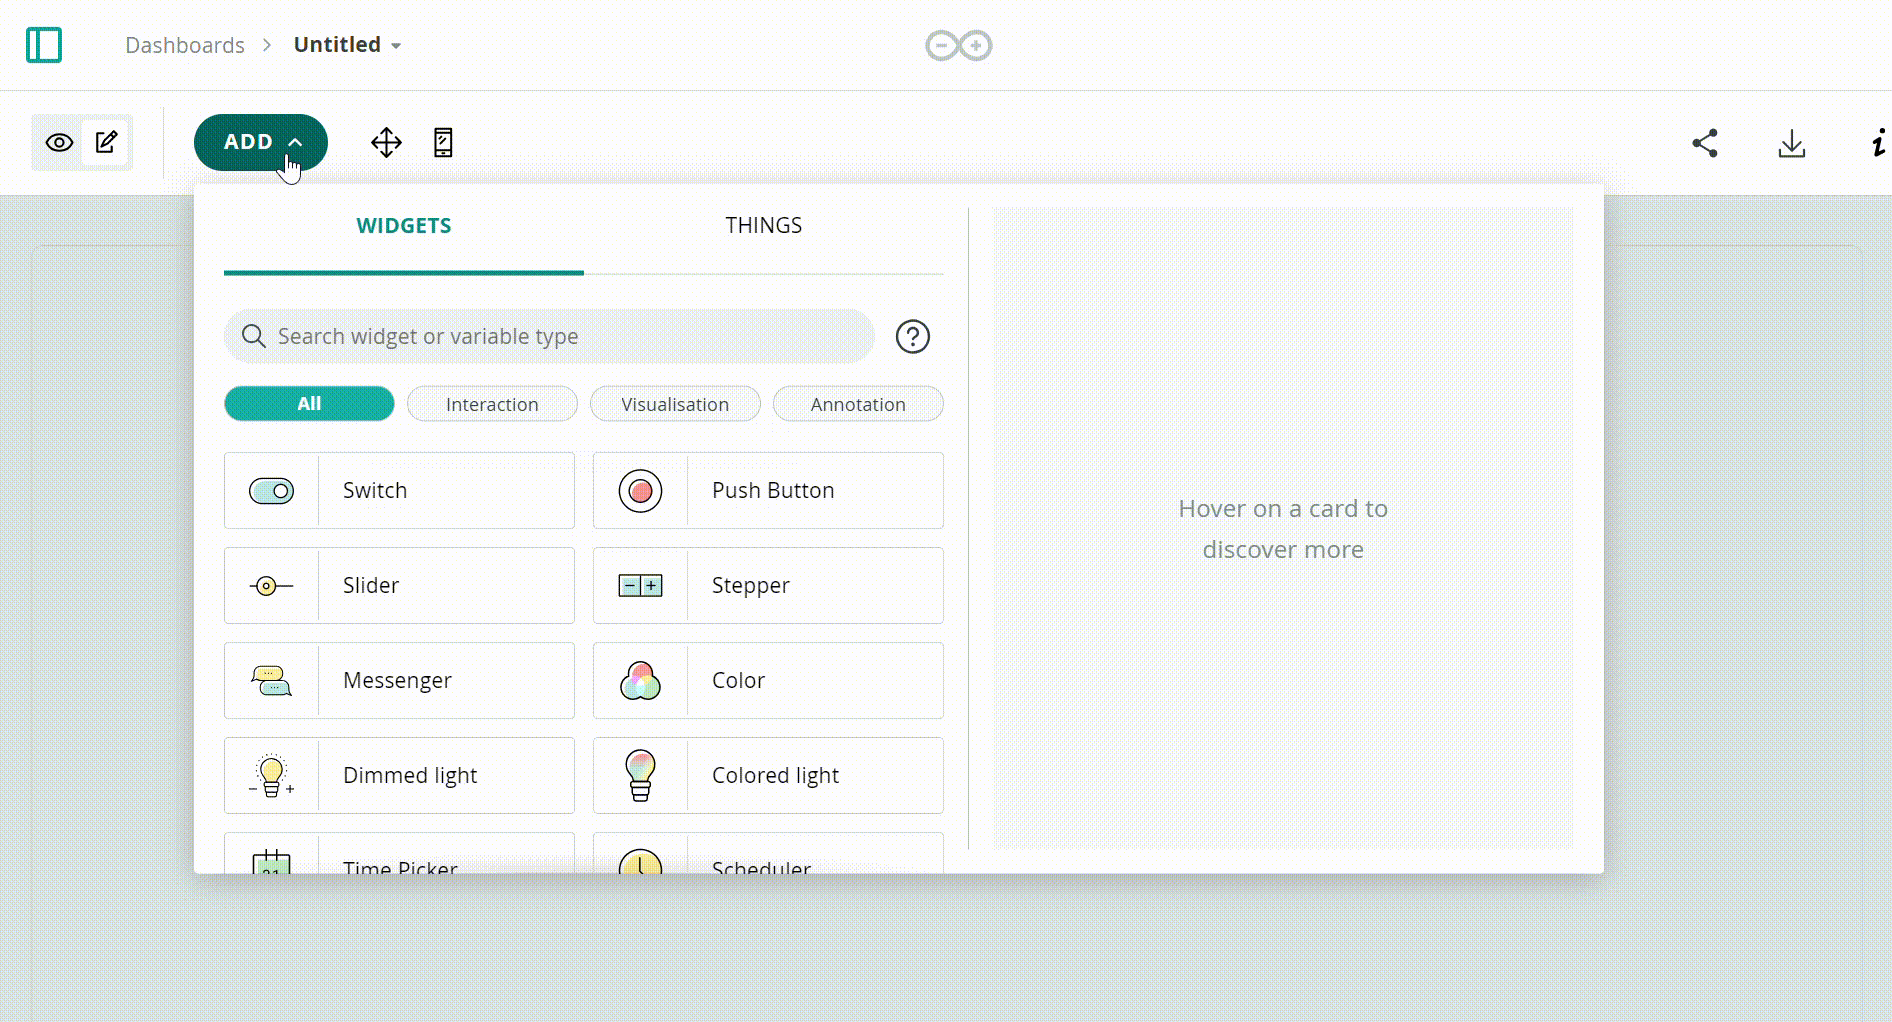 Dashboards > Untitled
ADD
WIDGETS THINGS
Search widget or variable type
All Interaction Visualisation Annotation
Switch Push Button
Slider Stepper
Messenger Color
Dimmed light Colored light
Time Picker Scheduler
Hover on a card to
discover more